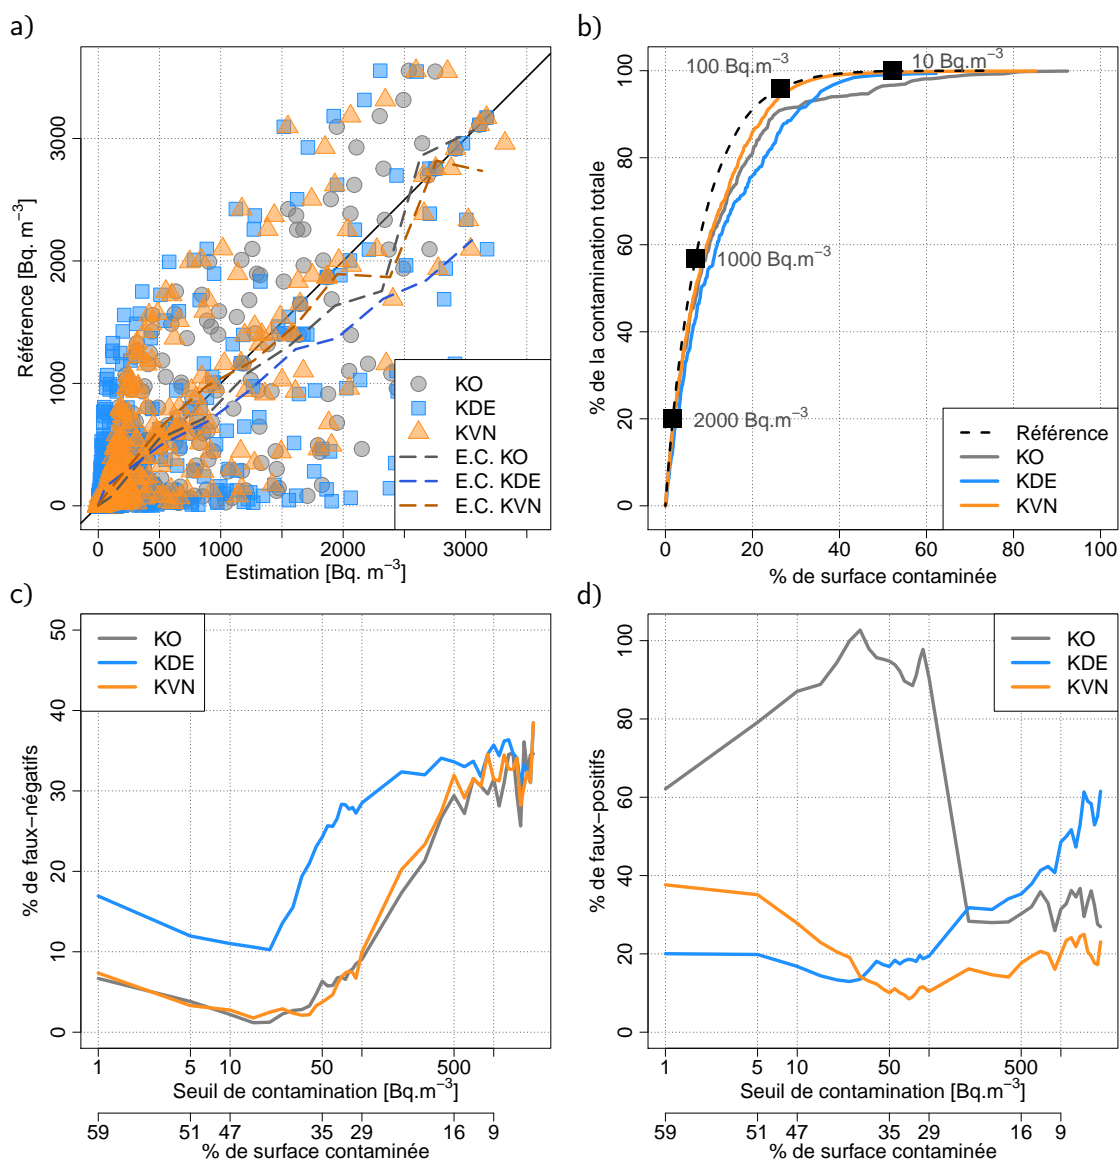 a)
Référence [Bq. m−3]
3000
2000
1000
0
KO
KDE
KVN
E.C. KO
E.C. KDE
E.C. KVN
0 500 1000 2000 3000
Estimation [Bq. m−3]
b)
% de la contamination totale
100
80
60
40
20
0
100 Bq.m−3
10 Bq.m−3
1000 Bq.m−3
2000 Bq.m−3
Référence
KO
KDE
KVN
0 20 40 60 80 100
% de surface contaminée
c)
% de faux−négatifs
50
40
30
20
10
0
KO
KDE
KVN
1 5 10 50 500
Seuil de contamination [Bq.m−3]
59 51 47 35 29 16 9
% de surface contaminée
d)
% de faux−positifs
100
80
60
40
20
0
KO
KDE
KVN
1 5 10 50 500
Seuil de contamination [Bq.m−3]
59 51 47 35 29 16 9
% de surface contaminée